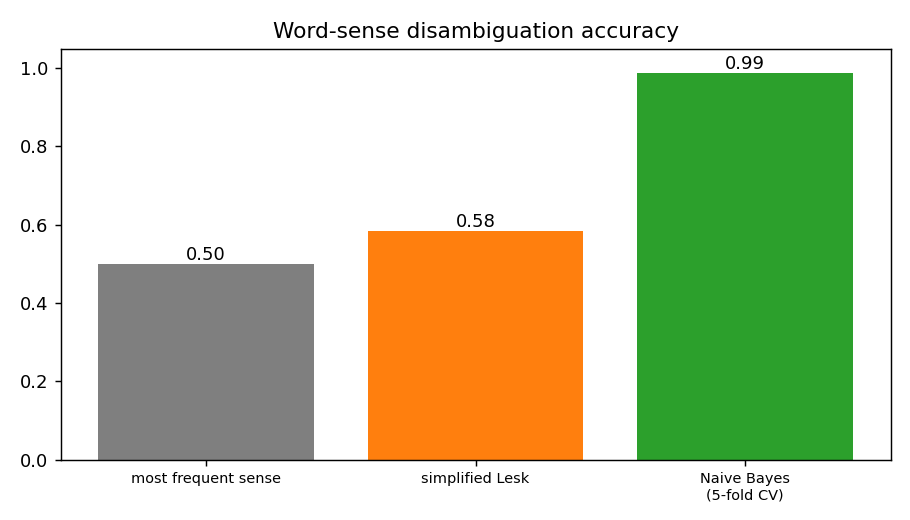 Word-sense disambiguation accuracy
1.0
0.8
0.6
0.4
0.2
0.0
0.50
0.58
0.99
most frequent sense
simplified Lesk
Naive Bayes
(5-fold CV)